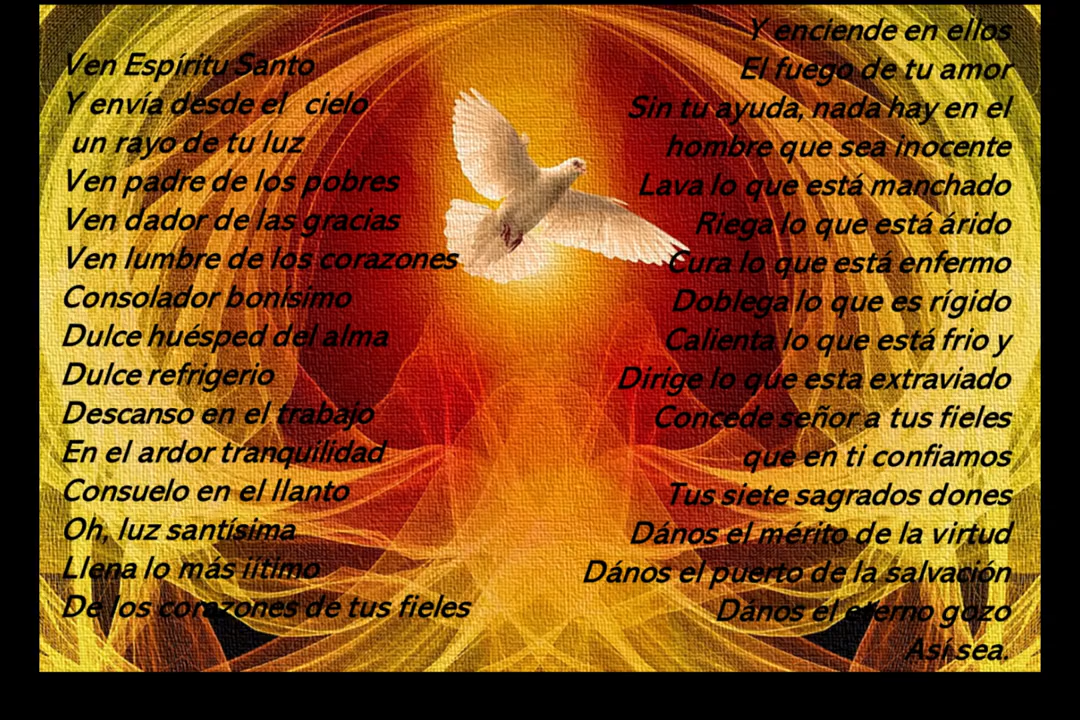 Ven Espíritu Santo
Y envía desde el cielo
un rayo de tu luz
Ven padre de los pobres
Ven dador de las gracias
Ven lumbre de los corazones
Consolador bonísimo
Dulce huésped del alma
Dulce refrigerio
Descanso en el trabajo
En el ardor tranquilidad
Consuelo en el llanto
Oh, luz santísima
Llena lo más iítimo
De los corazones de tus fieles
Y enciende en ellos
El fuego de tu amor
Sin tu ayuda, nada hay en el
hombre que sea inocente
Lava lo que está manchado
Riega lo que está árido
Cura lo que está enfermo
Doblega lo que es rígido
Calienta lo que está frio y
Dirige lo que esta extraviado
Concede señor a tus fieles
que en ti confiamos
Tus siete sagrados dones
Dános el mérito de la virtud
Dános el puerto de la salvación
Dános el eterno gozo
Así sea.